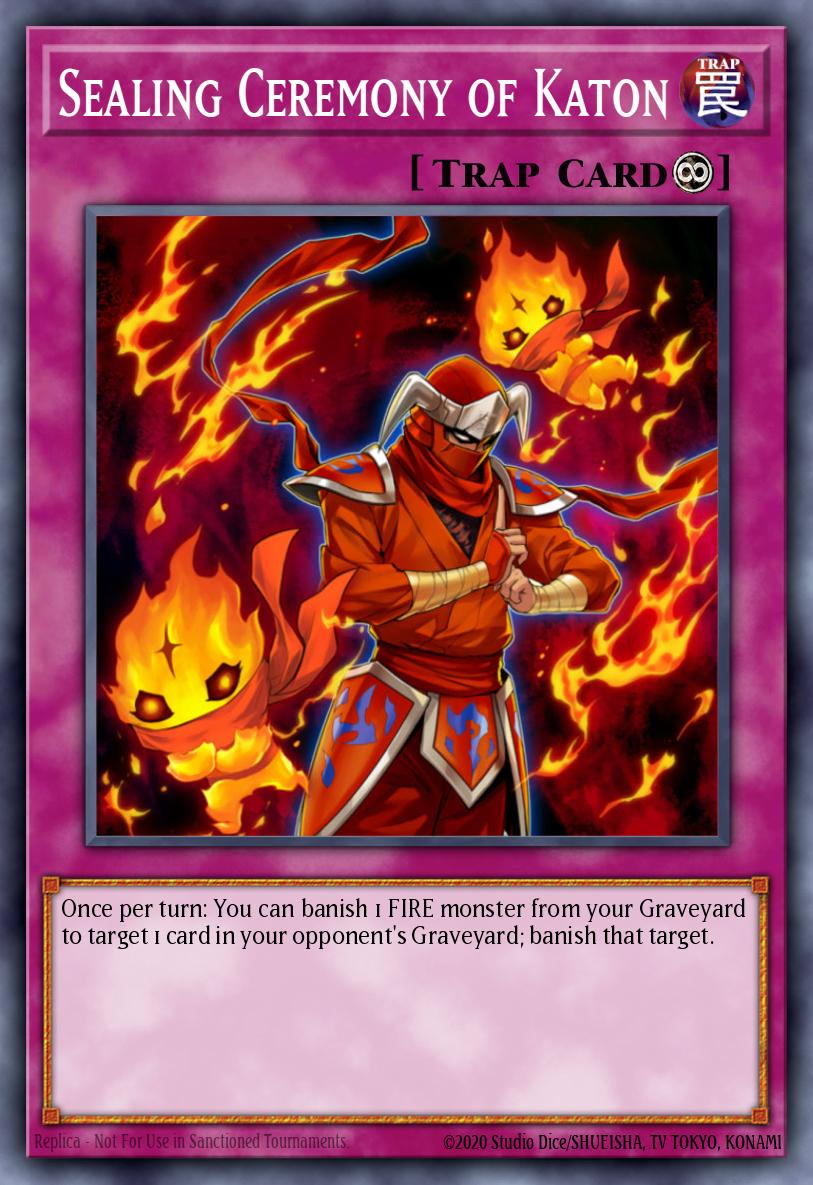 Sealing Ceremony of Katon
TRAP
罠
[Trap Card∞]
Once per turn: You can banish 1 FIRE monster from your Graveyard
to target 1 card in your opponent's Graveyard; banish that target.
Replica - Not For Use in Sanctioned Tournaments.
©2020 Studio Dice/SHUEISHA, TV TOKYO, KONAMI